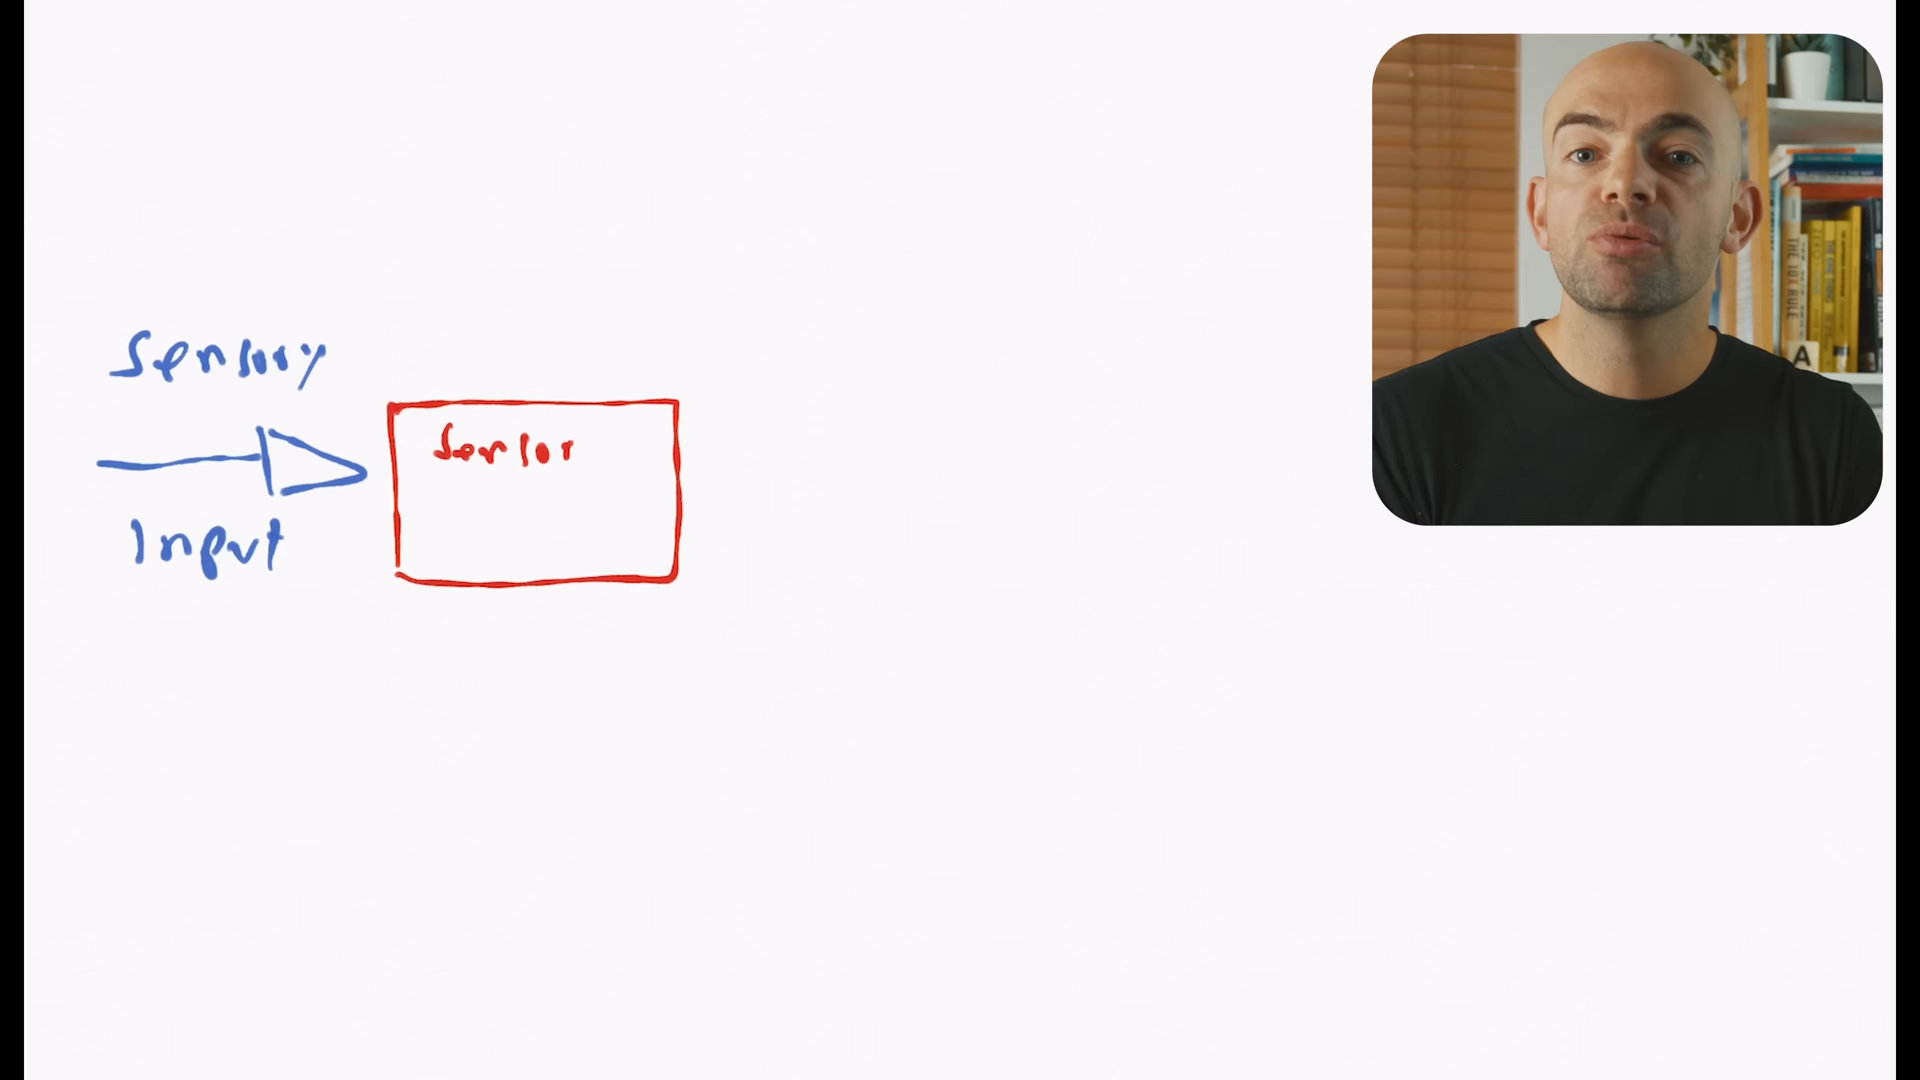 Sensory
Input
Sensor
THE 10X RULE
A